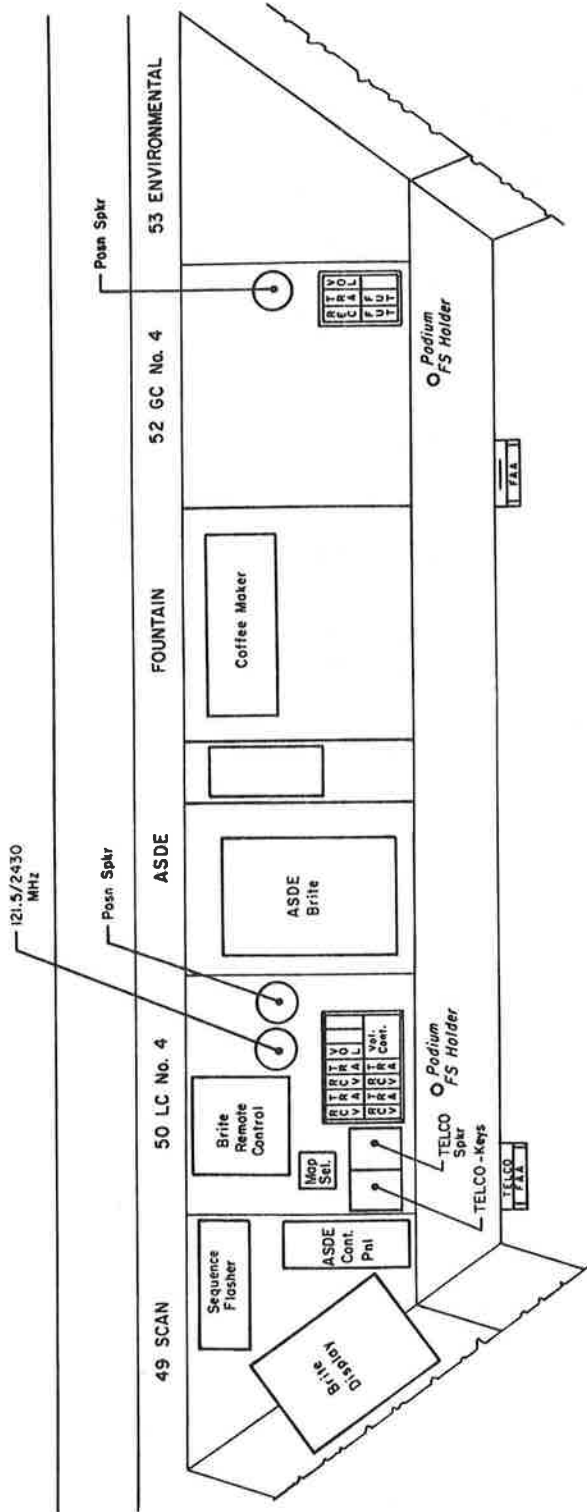 121.5/2430
MHz
Posn Spkr
Posn Spkr
49 SCAN
50 LC No. 4
ASDE
FOUNTAIN
52 GC No. 4
53 ENVIRONMENTAL
Sequence
Flasher
Brite
Display
ASDE
Cont.
Pnl
Brite
Remote
Control
Map
Sel.
R T R T V
C R C R O
V A V A L
R T R T Vol.
C R C R Cont.
V A V A
ASDE
Brite
Coffee Maker
R T V
E R O
C A L
F F
U U
T T
TELCO
Spkr
TELCO-Keys
Podium
FS Holder
Podium
FS Holder
TELCO
FAA
FAA